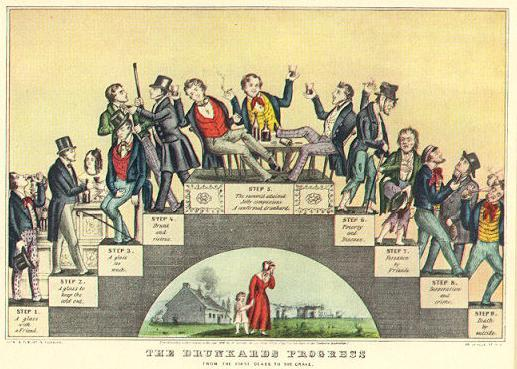 STEP 1.
A glass
with
a Friend.
STEP 2.
A glass to
keep the
cold out.
STEP 3.
A glass
too
much.
STEP 4.
Drunk
and
riotous.
STEP 5.
The summit attained
Jolly companions
A confirmed drunkard.
STEP 6.
Poverty
and
Disease.
STEP 7.
Forsaken
by
Friends.
STEP 8.
Desperation
and
crime.
STEP 9.
Death
by
suicide.
THE DRUNKARDS PROGRESS
FROM THE FIRST GLASS TO THE GRAVE.